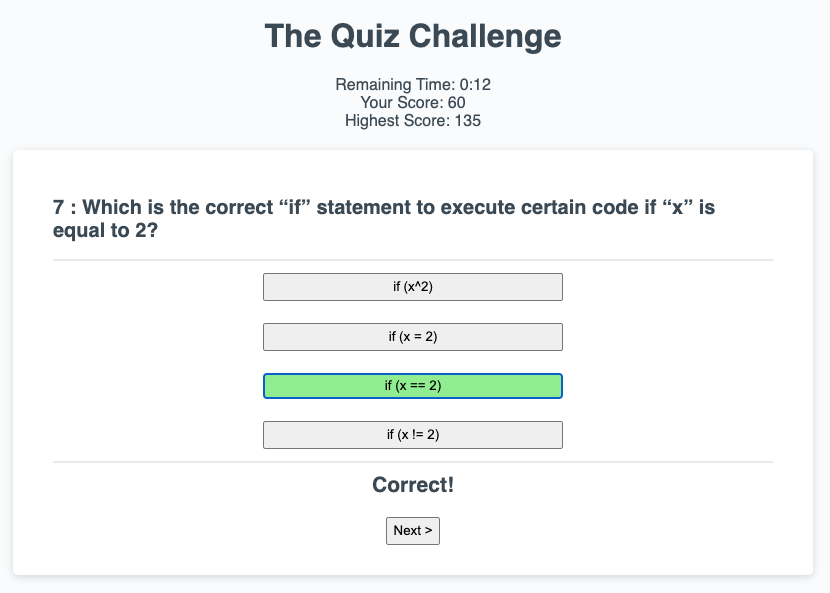 The Quiz Challenge
Remaining Time: 0:12
Your Score: 60
Highest Score: 135
7 : Which is the correct “if” statement to execute certain code if “x” is
equal to 2?
if (x^2)
if (x = 2)
if (x == 2)
if (x != 2)
Correct!
Next >